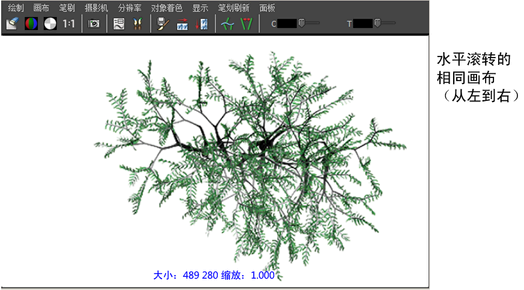 绘制 画布 笔刷 摄影机 分辨率 对象着色 显示 笔划刷新 面板
1:1 C T
水平滚转的
相同画布
（从左到右）
大小: 489 280 缩放: 1.000